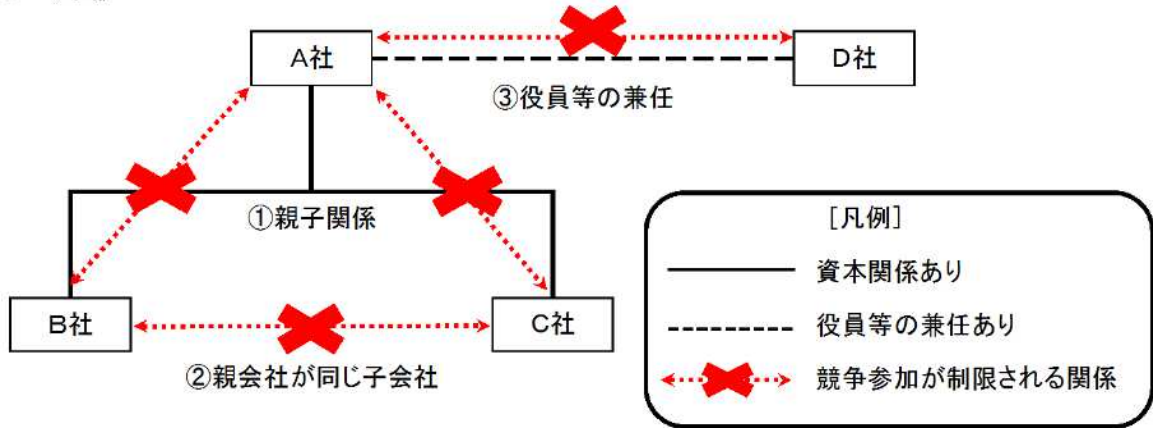 A社
D社
③役員等の兼任
①親子関係
B社
C社
②親会社が同じ子会社
[凡例]
資本関係あり
役員等の兼任あり
競争参加が制限される関係